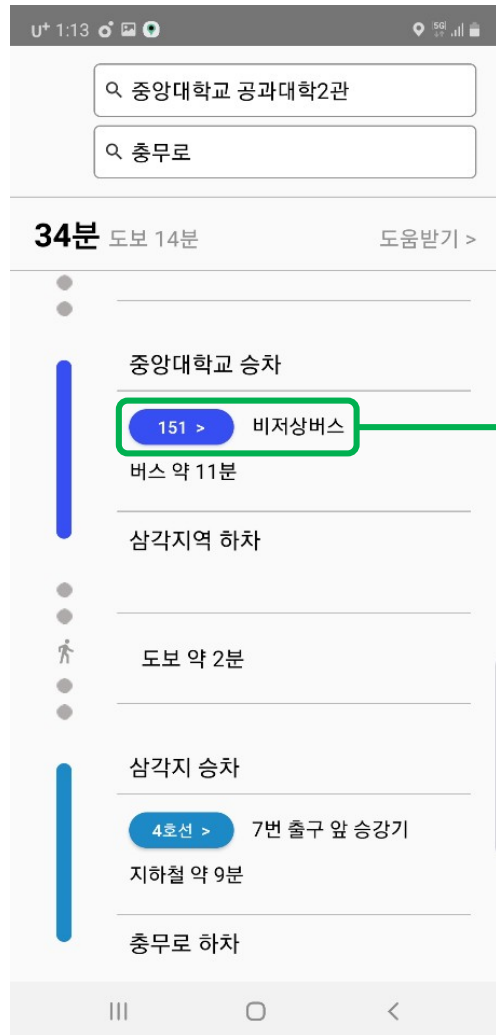 U+ 1:13 5G
중앙대학교 공과대학2관
충무로
34분 도보 14분 도움받기 >
중앙대학교 승차
151 > 비저상버스
버스 약 11분
삼각지역 하차
도보 약 2분
삼각지 승차
4호선 > 7번 출구 앞 승강기
지하철 약 9분
충무로 하차